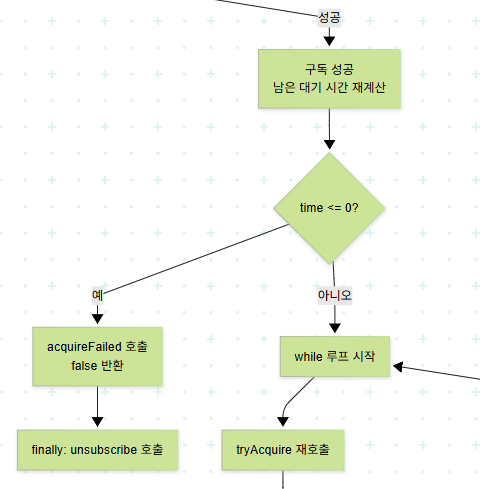 성공
구독 성공
남은 대기 시간 재계산
time <= 0?
예
아니오
acquireFailed 호출
false 반환
while 루프 시작
finally: unsubscribe 호출
tryAcquire 재호출